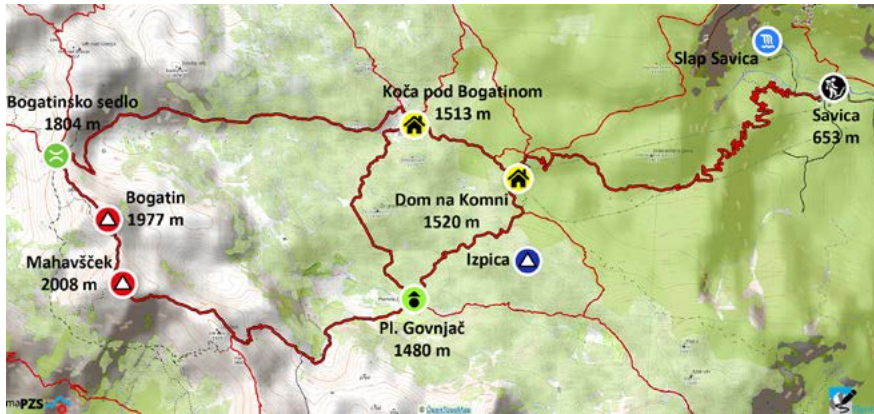 Slap Savica
Savica
653 m
Koča pod Bogatinom
1513 m
Bogatinsko sedlo
1804 m
Dom na Komni
1520 m
Bogatin
1977 m
Izpica
Mahavšček
2008 m
Pl. Govnjač
1480 m
PZS
© OpenTopoMap